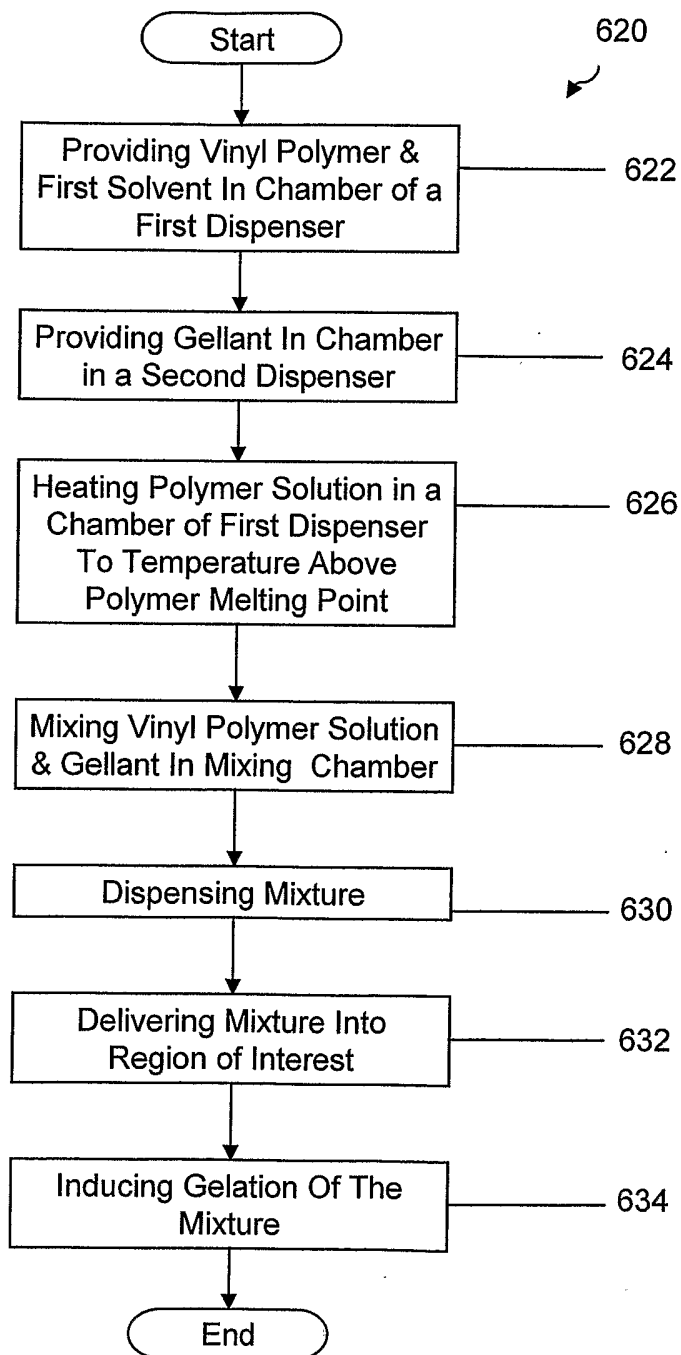 Start
620
Providing Vinyl Polymer &
First Solvent In Chamber of a
First Dispenser
622
Providing Gellant In Chamber
in a Second Dispenser
624
Heating Polymer Solution in a
Chamber of First Dispenser
To Temperature Above
Polymer Melting Point
626
Mixing Vinyl Polymer Solution
& Gellant In Mixing Chamber
628
Dispensing Mixture
630
Delivering Mixture Into
Region of Interest
632
Inducing Gelation Of The
Mixture
634
End